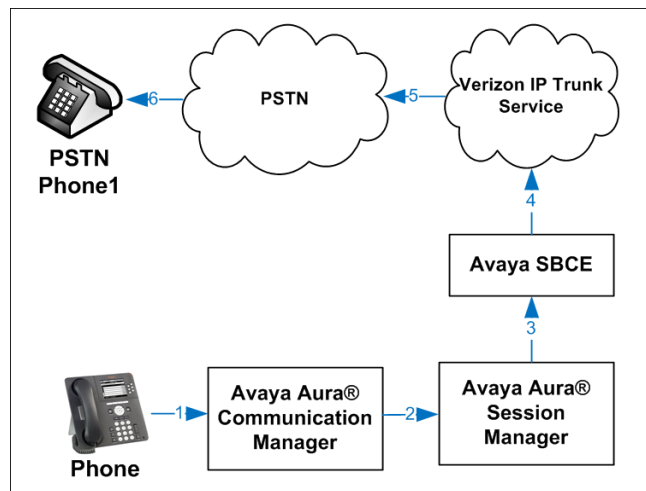 PSTN
Phone1
6
PSTN
5
Verizon IP Trunk
Service
4
Avaya SBCE
3
Phone
1
Avaya Aura®
Communication
Manager
2
Avaya Aura®
Session
Manager